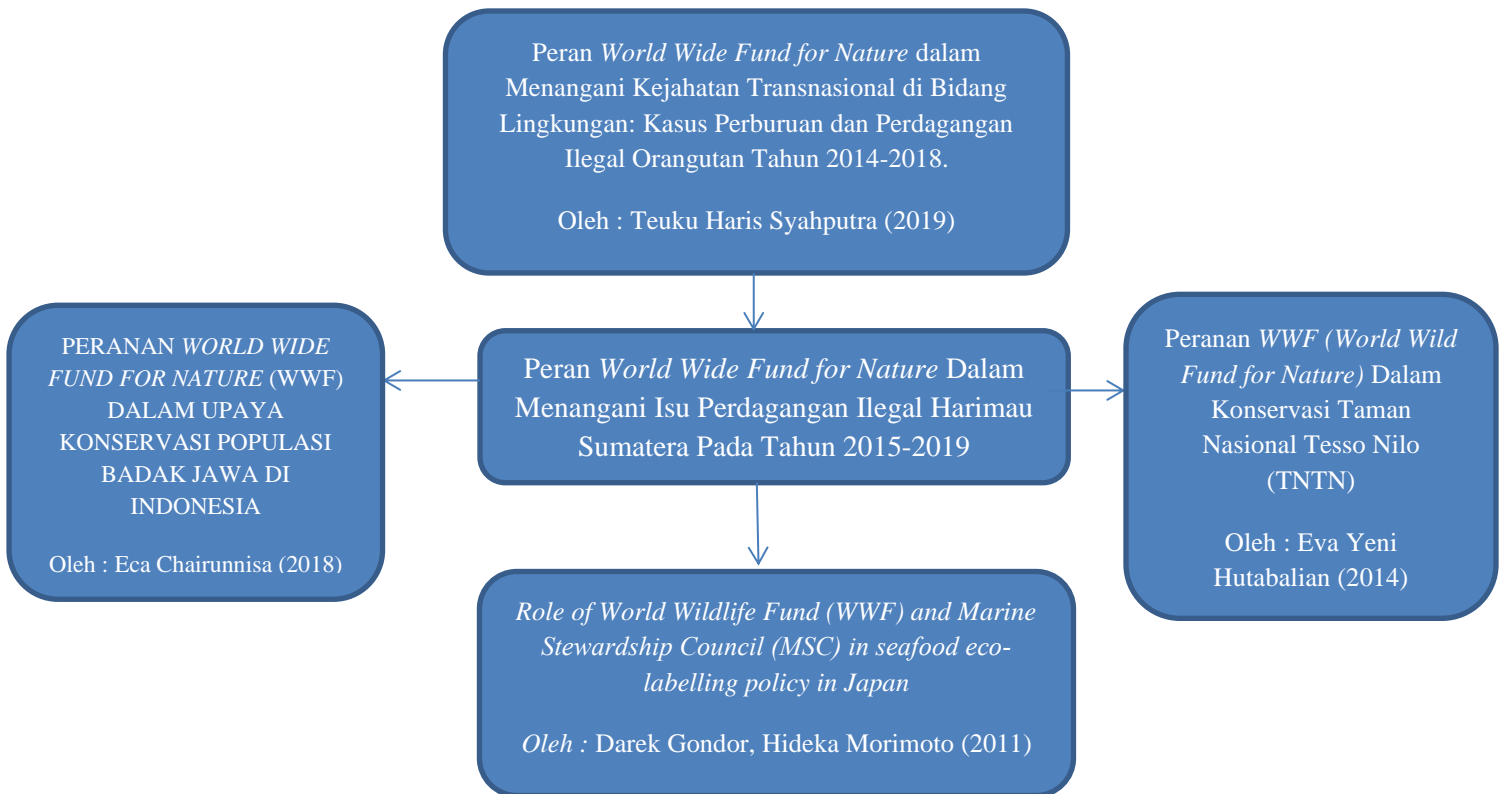 Peran World Wide Fund for Nature dalam
Menangani Kejahatan Transnasional di Bidang
Lingkungan: Kasus Perburuan dan Perdagangan
Ilegal Orangutan Tahun 2014-2018.
Oleh : Teuku Haris Syahputra (2019)
PERANAN WORLD WIDE
FUND FOR NATURE (WWF)
DALAM UPAYA
KONSERVASI POPULASI
BADAK JAWA DI
INDONESIA
Oleh : Eca Chairunnisa (2018)
Peran World Wide Fund for Nature Dalam
Menangani Isu Perdagangan Ilegal Harimau
Sumatera Pada Tahun 2015-2019
Peranan WWF (World Wild
Fund for Nature) Dalam
Konservasi Taman
Nasional Tesso Nilo
(TNTN)
Oleh : Eva Yeni
Hutabalian (2014)
Role of World Wildlife Fund (WWF) and Marine
Stewardship Council (MSC) in seafood eco-
labelling policy in Japan
Oleh : Darek Gondor, Hideka Morimoto (2011)